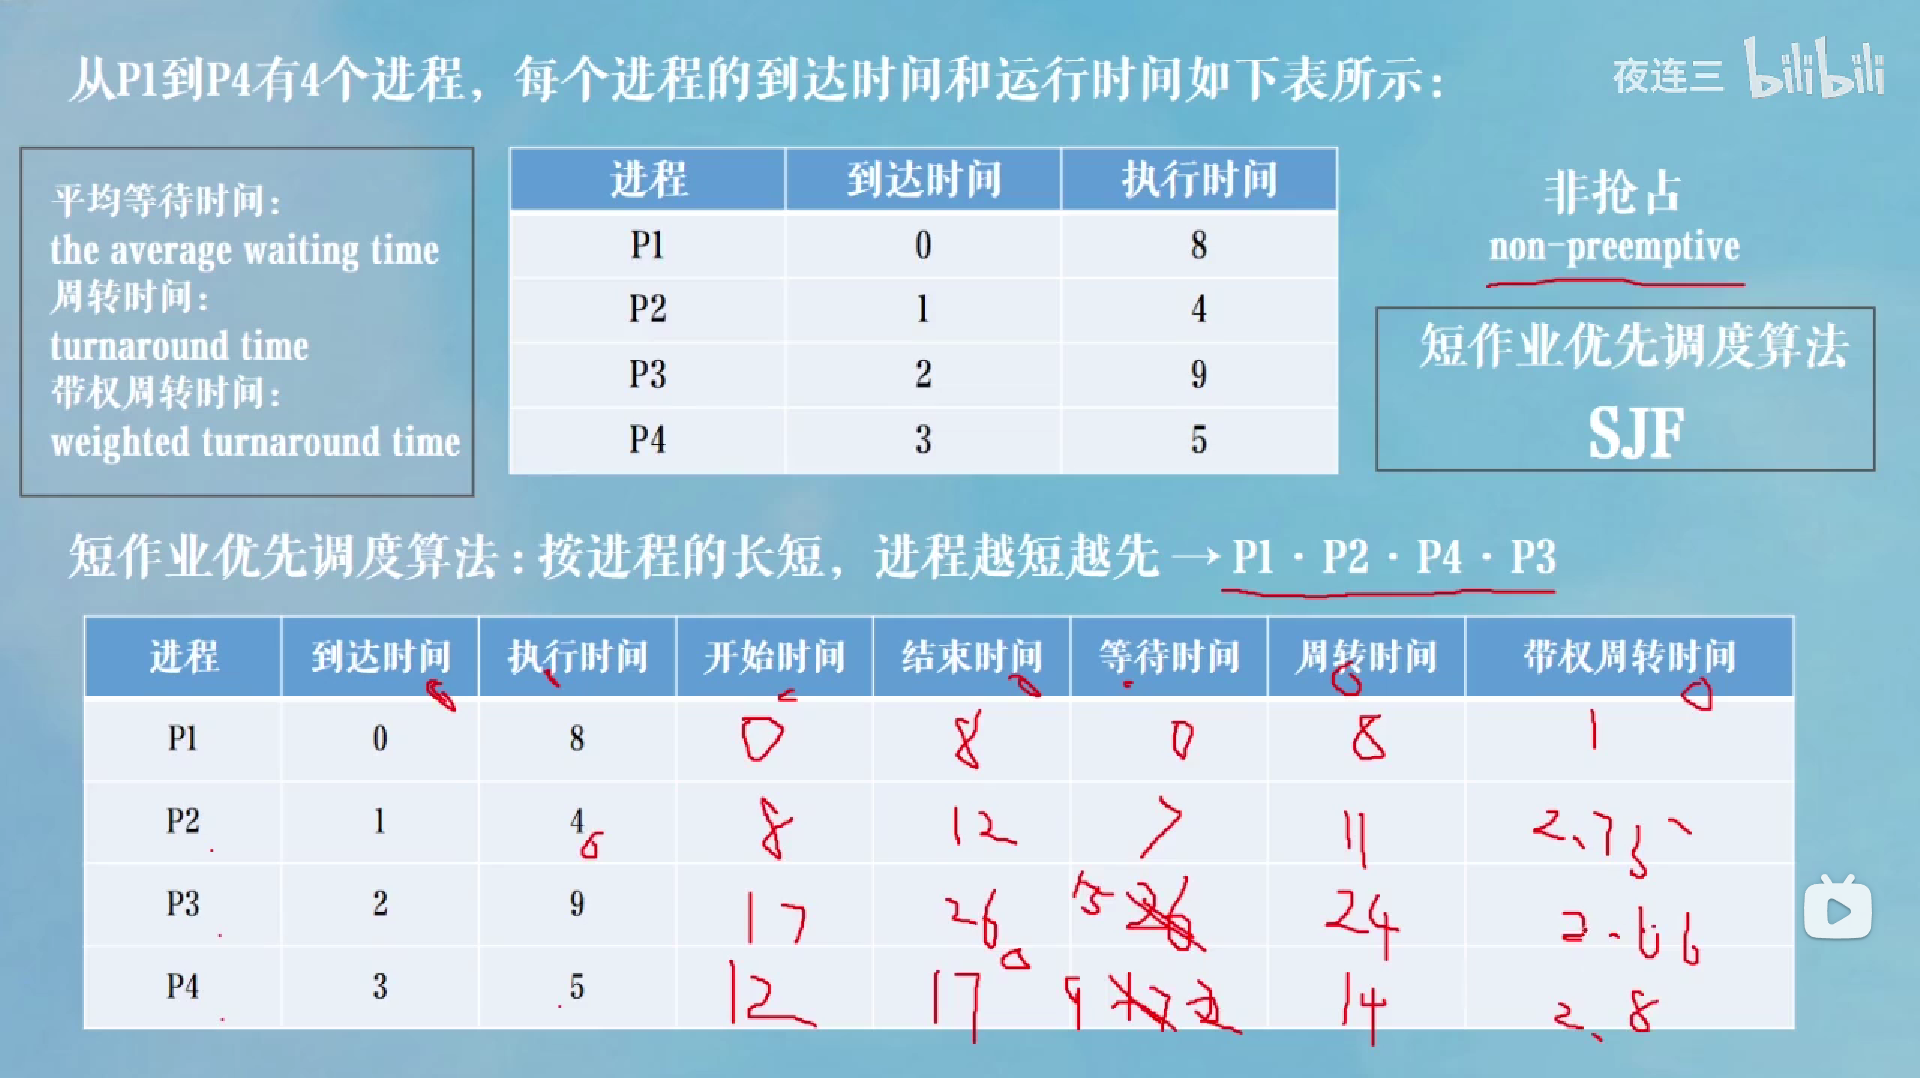 从P1到P4有4个进程，每个进程的到达时间和运行时间如下表所示：
夜连三 bilibili
平均等待时间：
the average waiting time
周转时间：
turnaround time
带权周转时间：
weighted turnaround time
进程 到达时间 执行时间
P1 0 8
P2 1 4
P3 2 9
P4 3 5
非抢占
non-preemptive
短作业优先调度算法
SJF
短作业优先调度算法：按进程的长短，进程越短越先→P1·P2·P4·P3
进程 到达时间 执行时间 开始时间 结束时间 等待时间 周转时间 带权周转时间
P1 0 8 0 8 0 8 1
P2 1 4 8 12 7 11 2.75
P3 2 9 17 26 15 24 2.66
P4 3 5 12 17 9 14 2.8